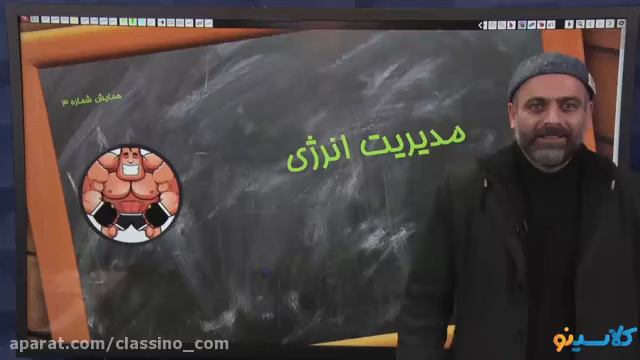 همایش شماره ۳
مدیریت انرژی
aparat.com/classino_com
کلاسینو